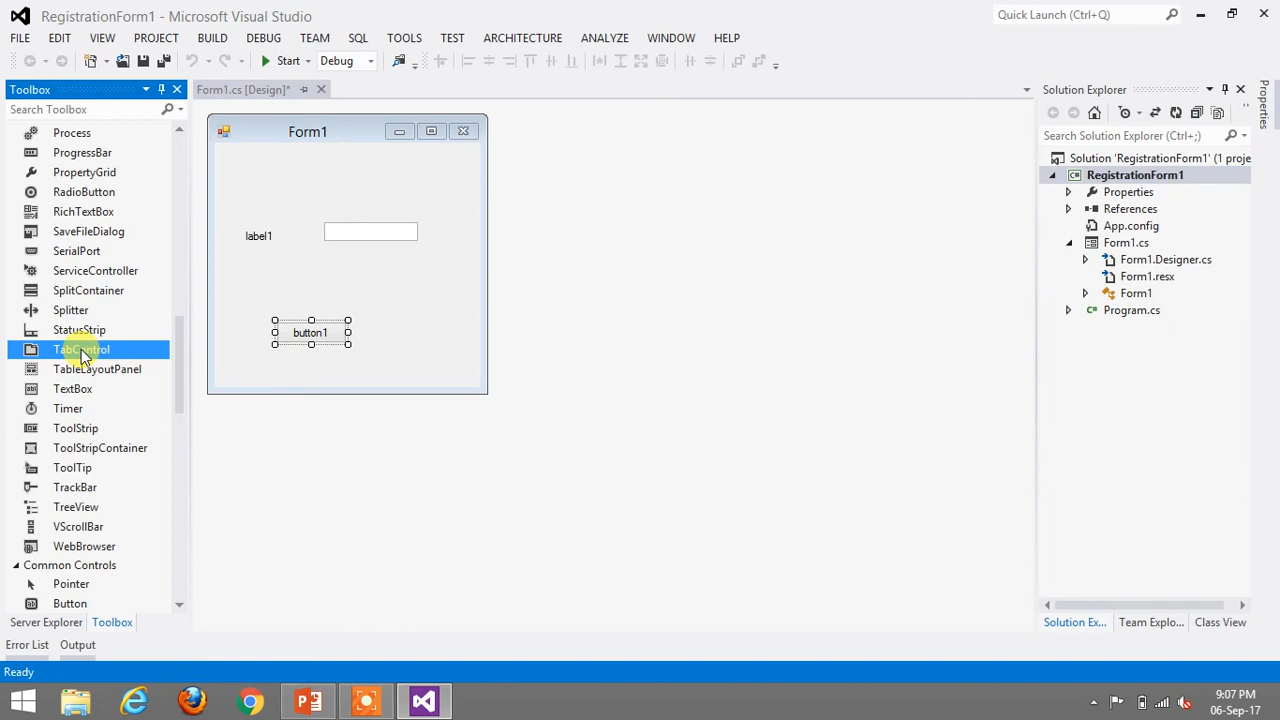 RegistrationForm1 - Microsoft Visual Studio
Quick Launch (Ctrl+Q)
FILE EDIT VIEW PROJECT BUILD DEBUG TEAM SQL TOOLS TEST ARCHITECTURE ANALYZE WINDOW HELP
Start Debug
Toolbox
Search Toolbox
Process
ProgressBar
PropertyGrid
RadioButton
RichTextBox
SaveFileDialog
SerialPort
ServiceController
SplitContainer
Splitter
StatusStrip
TabControl
TableLayoutPanel
TextBox
Timer
ToolStrip
ToolStripContainer
ToolTip
TrackBar
TreeView
VScrollBar
WebBrowser
Common Controls
Pointer
Button
Server Explorer Toolbox
Error List Output
Form1.cs [Design]*
Form1
label1
button1
Solution Explorer
Search Solution Explorer (Ctrl+;)
Solution 'RegistrationForm1' (1 proje
RegistrationForm1
Properties
References
App.config
Form1.cs
Form1.Designer.cs
Form1.resx
Form1
Program.cs
Solution Ex... Team Explo... Class View
Properties
Ready
9:07 PM
06-Sep-17